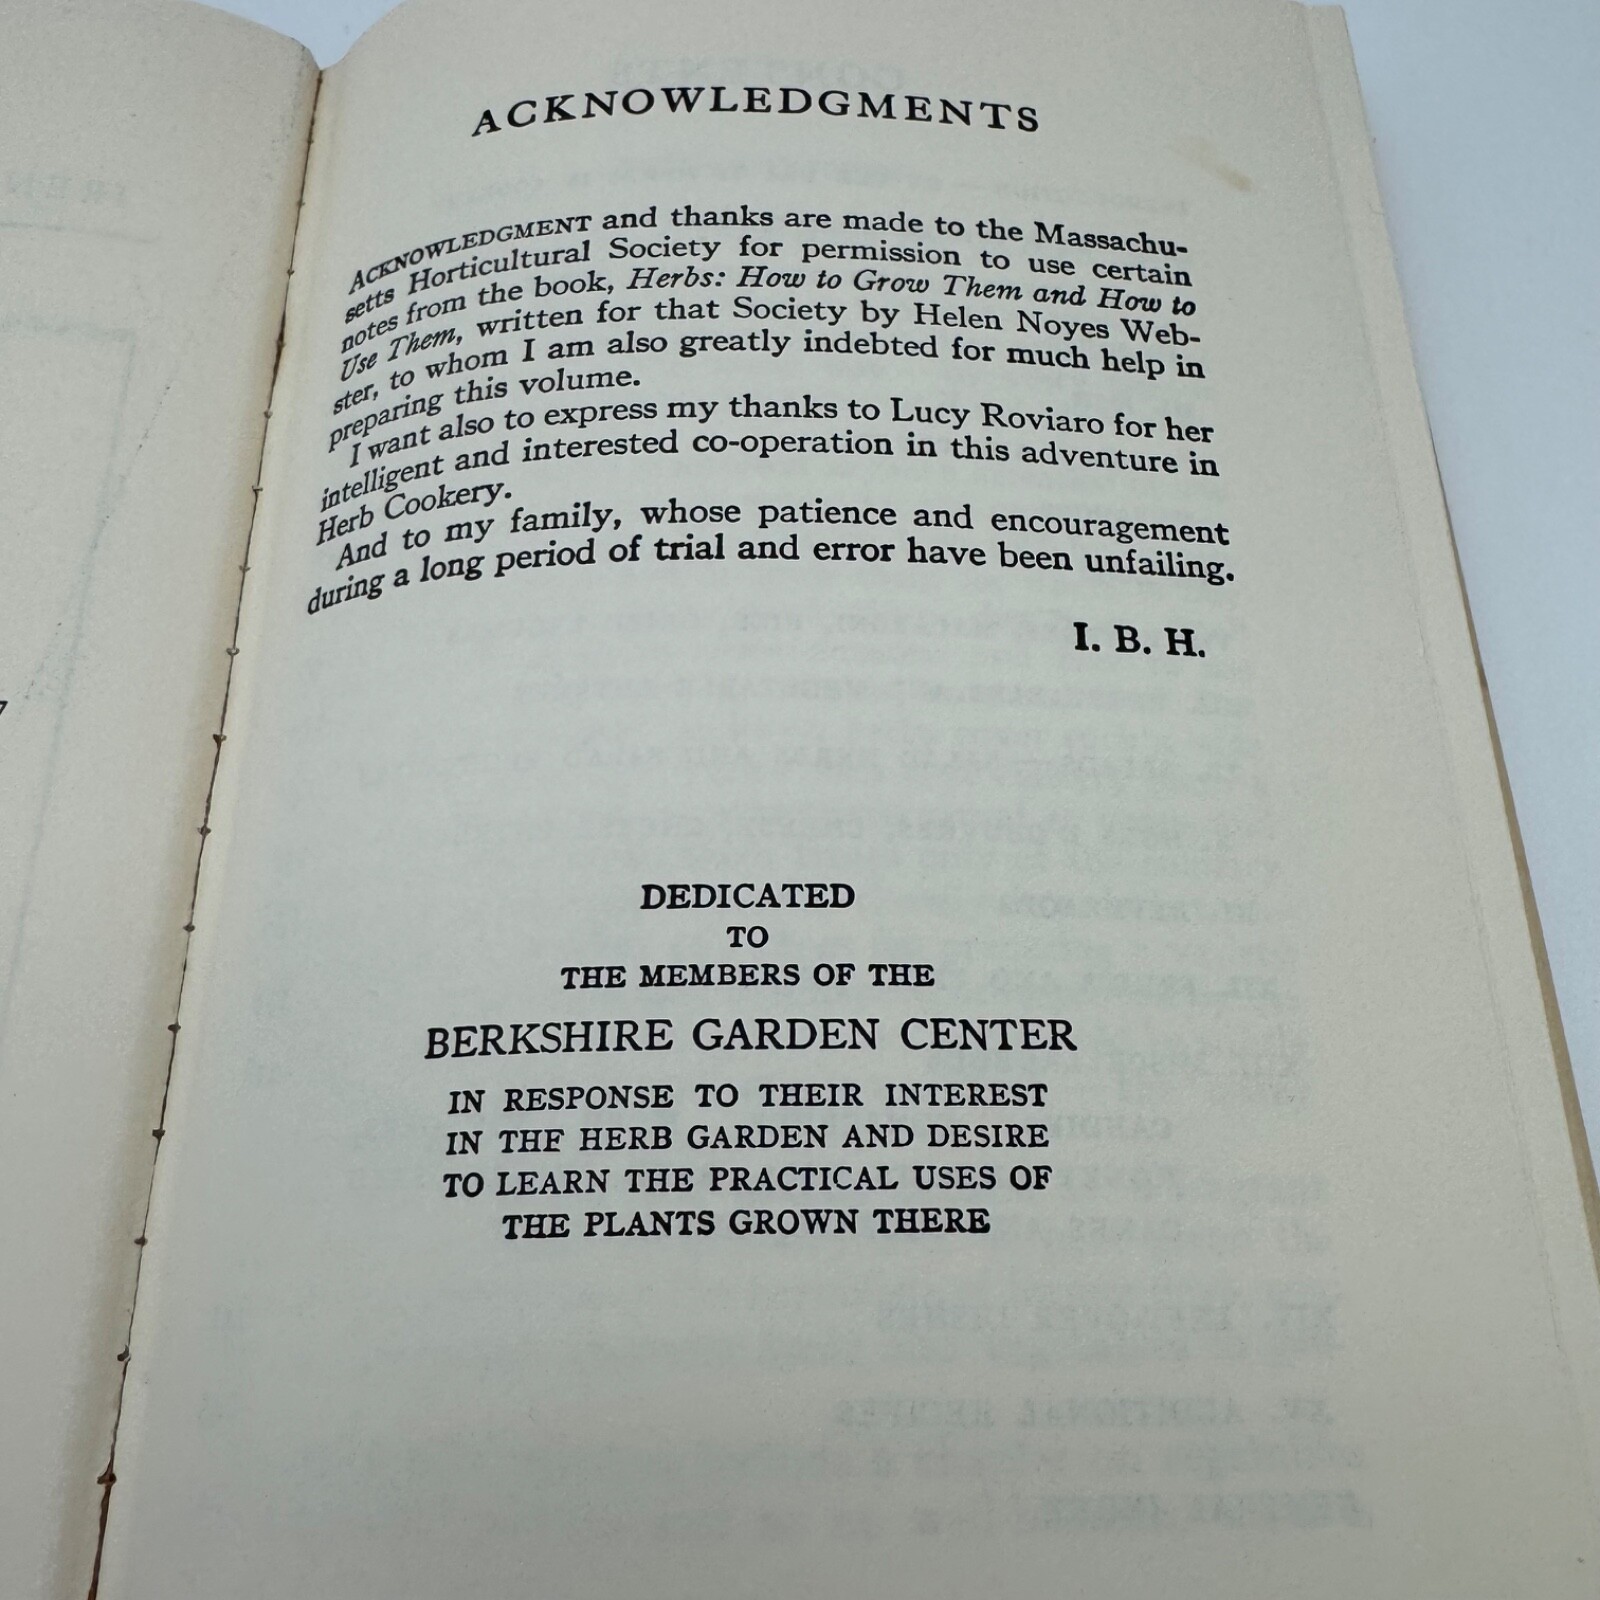 ACKNOWLEDGMENTS
ACKNOWLEDGMENT and thanks are made to the Massachu-
setts Horticultural Society for permission to use certain
notes from the book, Herbs: How to Grow Them and How to
Use Them, written for that Society by Helen Noyes Web-
ster, to whom I am also greatly indebted for much help in
preparing this volume.
I want also to express my thanks to Lucy Roviaro for her
intelligent and interested co-operation in this adventure in
Herb Cookery.
And to my family, whose patience and encouragement
during a long period of trial and error have been unfailing.
I. B. H.
DEDICATED
TO
THE MEMBERS OF THE
BERKSHIRE GARDEN CENTER
IN RESPONSE TO THEIR INTEREST
IN THE HERB GARDEN AND DESIRE
TO LEARN THE PRACTICAL USES OF
THE PLANTS GROWN THERE